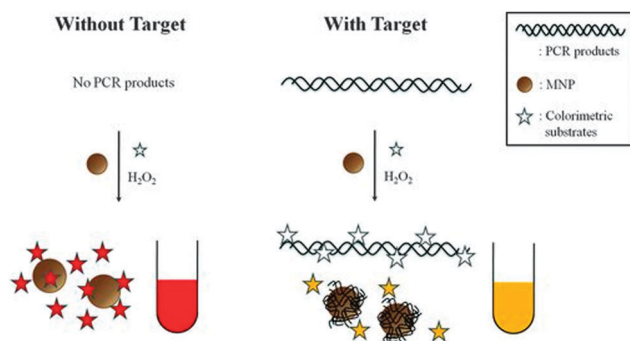 Without Target
With Target
: PCR products
: MNP
: Colorimetric
substrates
No PCR products
H₂O₂
H₂O₂